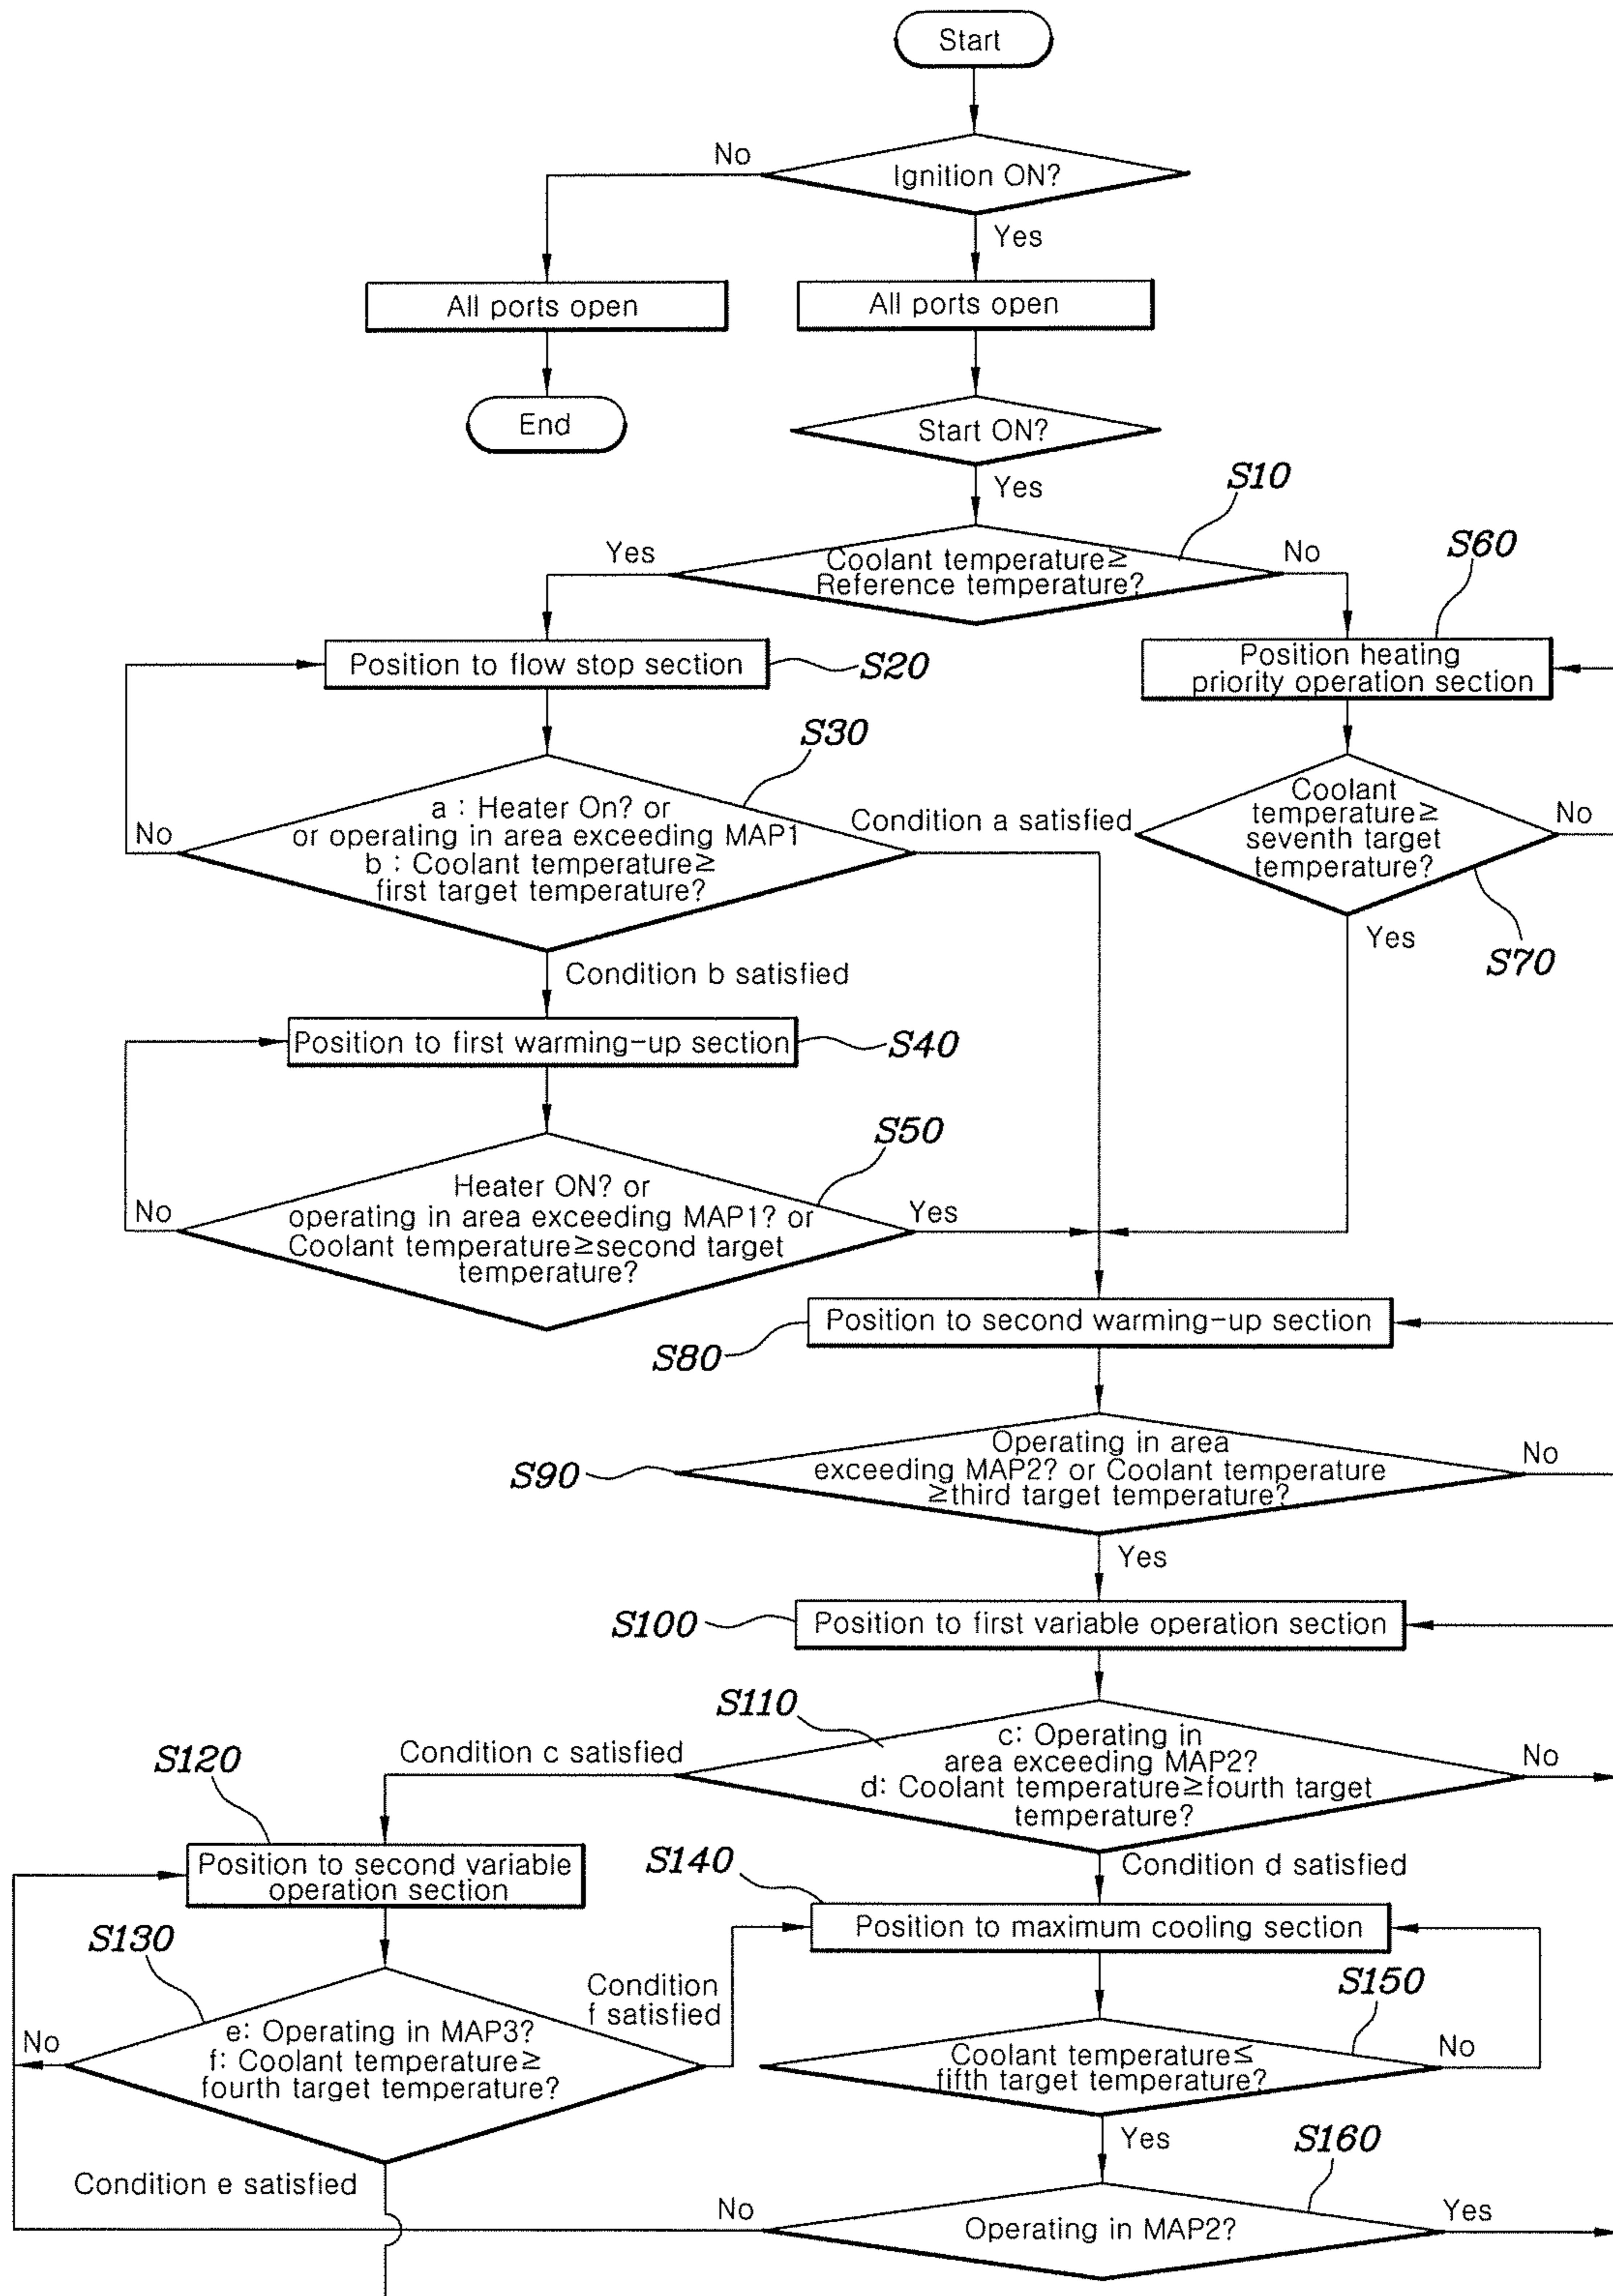 Start
No
Ignition ON?
Yes
All ports open
All ports open
End
Start ON?
Yes
S10
Yes
Coolant temperature≥
Reference temperature?
No
S60
Position to flow stop section
S20
Position heating
priority operation section
S30
a : Heater On? or
or operating in area exceeding MAP1
b : Coolant temperature≥
first target temperature?
No
Condition a satisfied
Coolant
temperature≥
seventh target
temperature?
No
Yes
S70
Condition b satisfied
Position to first warming-up section
S40
S50
Heater ON? or
operating in area exceeding MAP1? or
Coolant temperature≥second target
temperature?
No
Yes
Position to second warming-up section
S80
Operating in area
exceeding MAP2? or Coolant temperature
≥third target temperature?
No
S90
Yes
Position to first variable operation section
S100
S110
c: Operating in
area exceeding MAP2?
d: Coolant temperature≥fourth target
temperature?
Condition c satisfied
No
S120
Position to second variable
operation section
S140
Condition d satisfied
Position to maximum cooling section
S130
Condition
f satisfied
S150
e: Operating in MAP3?
f: Coolant temperature≥
fourth target temperature?
No
Coolant temperature≤
fifth target temperature?
No
Yes
S160
Condition e satisfied
No
Operating in MAP2?
Yes